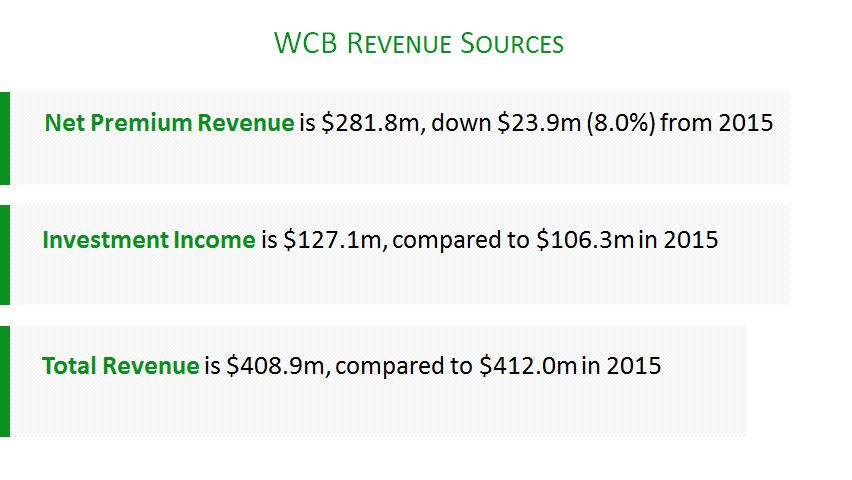 WCB REVENUE SOURCES
Net Premium Revenue is $281.8m, down $23.9m (8.0%) from 2015
Investment Income is $127.1m, compared to $106.3m in 2015
Total Revenue is $408.9m, compared to $412.0m in 2015